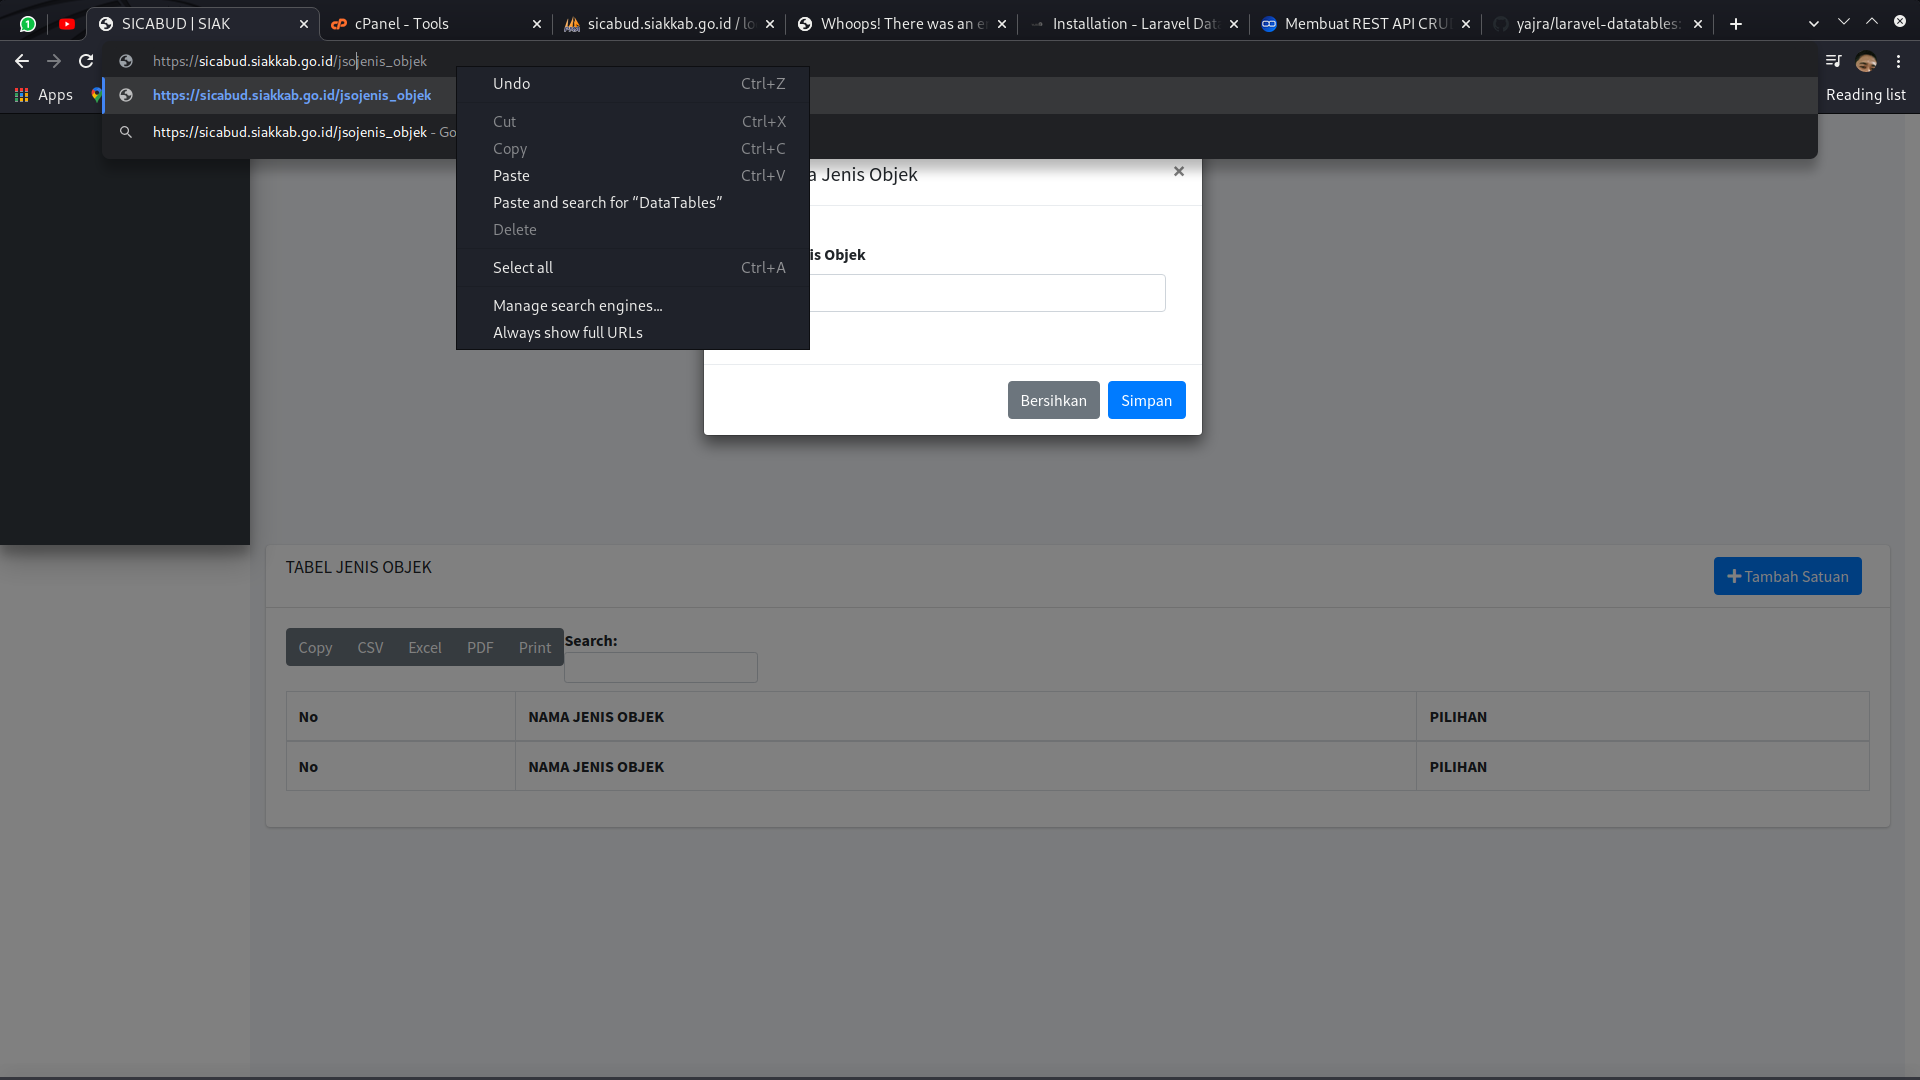 SICABUD | SIAK
cPanel - Tools
sicabud.siakkab.go.id / lo
Whoops! There was an e
Installation - Laravel Dat
Membuat REST API CRU
yajra/laravel-datatables:
https://sicabud.siakkab.go.id/jsojenis_objek
Apps
https://sicabud.siakkab.go.id/jsojenis_objek
Reading list
https://sicabud.siakkab.go.id/jsojenis_objek - Go
Undo Ctrl+Z
Cut Ctrl+X
Copy Ctrl+C
Paste Ctrl+V
Paste and search for “DataTables”
Delete
Select all Ctrl+A
Manage search engines...
Always show full URLs
a Jenis Objek
×
is Objek
Bersihkan
Simpan
TABEL JENIS OBJEK
Tambah Satuan
Copy CSV Excel PDF Print
Search:
No NAMA JENIS OBJEK PILIHAN
No NAMA JENIS OBJEK PILIHAN